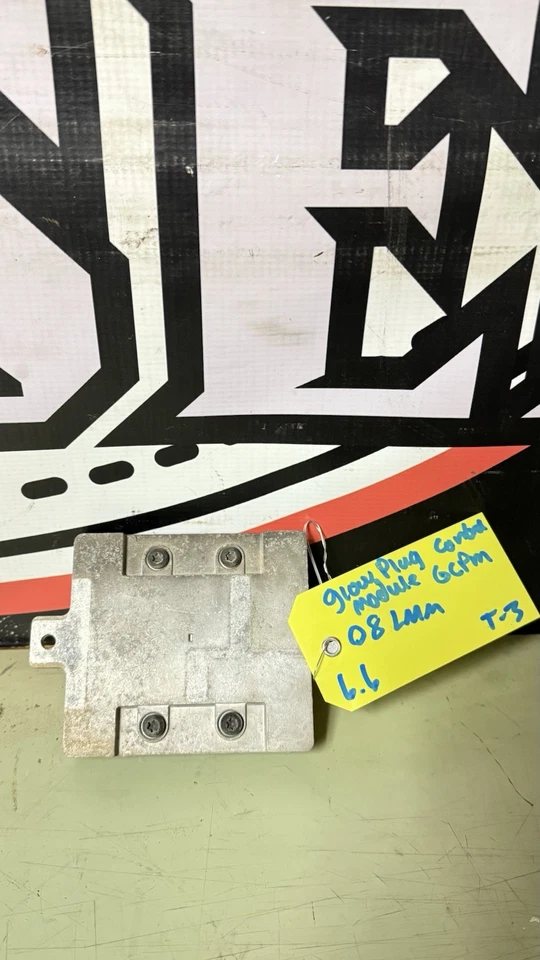 glow Plug Control
module GCPM
08 LMM
T-3
6.6